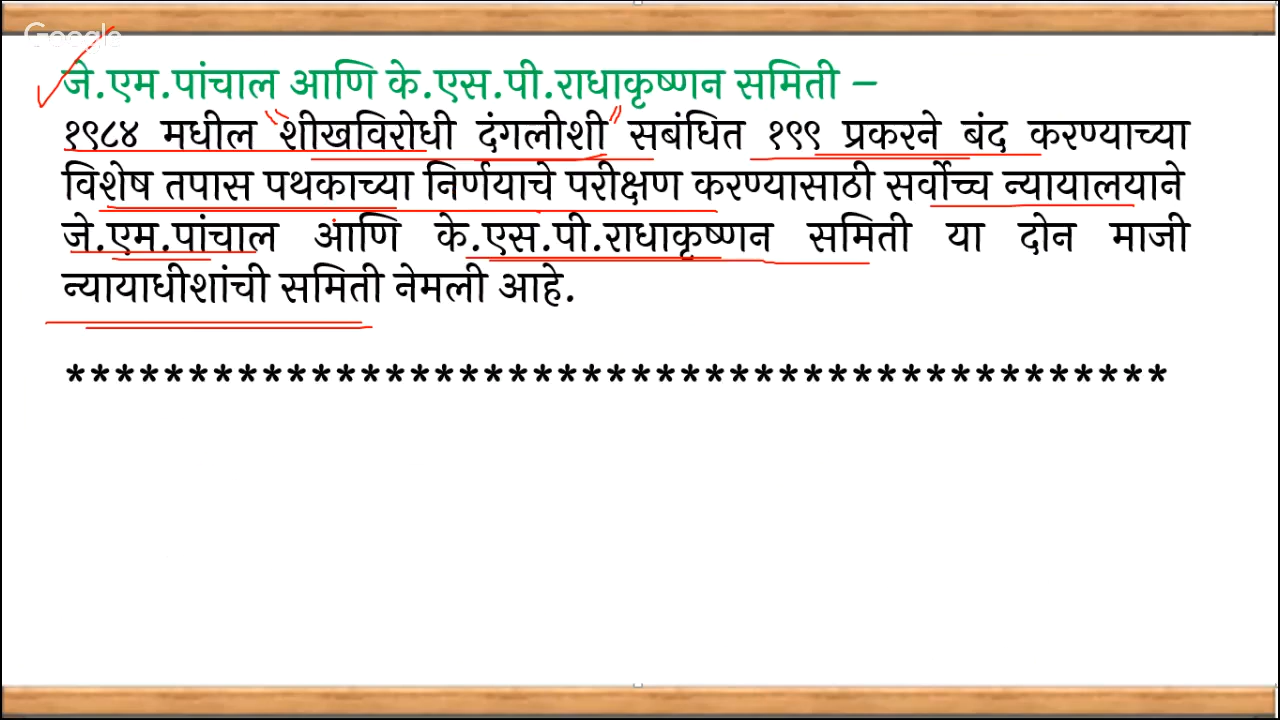 Google
जे.एम.पांचाल आणि के.एस.पी.राधाकृष्णन समिती –
१९८४ मधील शीखविरोधी दंगलीशी सबंधित १९९ प्रकरने बंद करण्याच्या
विशेष तपास पथकाच्या निर्णयाचे परीक्षण करण्यासाठी सर्वोच्च न्यायालयाने
जे.एम.पांचाल आणि के.एस.पी.राधाकृष्णन समिती या दोन माजी
न्यायाधीशांची समिती नेमली आहे.
*********************************************